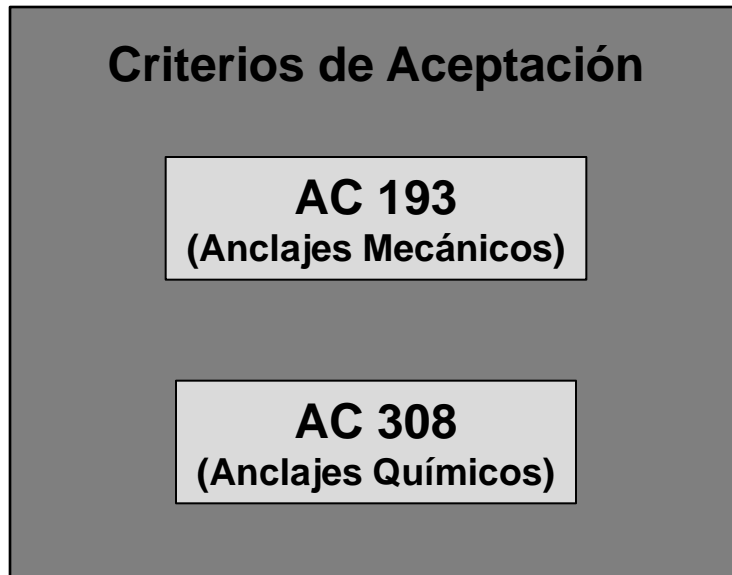 Criterios de Aceptación
AC 193
(Anclajes Mecánicos)
AC 308
(Anclajes Químicos)